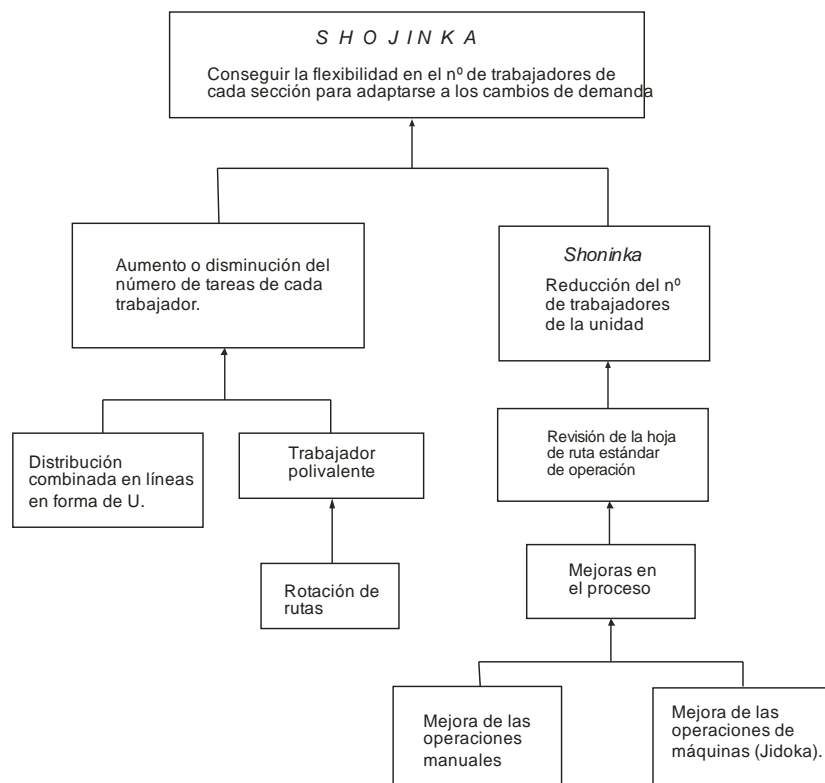 S H O J I N K A
Conseguir la flexibilidad en el nº de trabajadores de
cada sección para adaptarse a los cambios de demanda
Aumento o disminución del
número de tareas de cada
trabajador.
Shoninka
Reducción del nº
de trabajadores
de la unidad
Distribución
combinada en líneas
en forma de U.
Trabajador
polivalente
Revisión de la hoja
de ruta estándar
de operación
Rotación de
rutas
Mejoras en
el proceso
Mejora de las
operaciones
manuales
Mejora de las
operaciones de
máquinas (Jidoka).